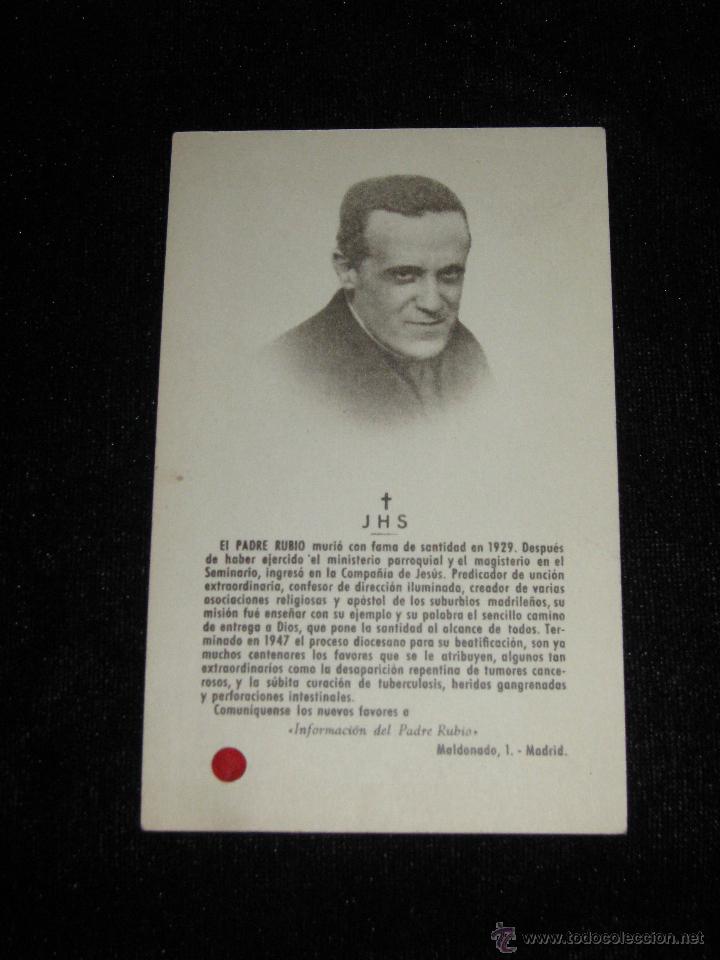 ✝
JHS
El PADRE RUBIO murió con fama de santidad en 1929. Después
de haber ejercido el ministerio parroquial y el magisterio en el
Seminario, ingresó en la Compañía de Jesús. Predicador de unción
extraordinaria, confesor de dirección iluminada, creador de varias
asociaciones religiosas y apóstol de los suburbios madrileños, su
misión fué enseñar con su ejemplo y su palabra el sencillo camino
de entrega a Dios, que pone la santidad al alcance de todos. Ter-
minado en 1947 el proceso diocesano para su beatificación, son ya
muchos centenares los favores que se le atribuyen, algunos tan
extraordinarios como la desaparición repentina de tumores cance-
rosos, y la súbita curación de tuberculosis, heridas gangrenadas
y perforaciones intestinales.
Comuníquense los nuevos favores a
«Información del Padre Rubio»
Maldonado, 1. - Madrid.
© www.todocoleccion.net